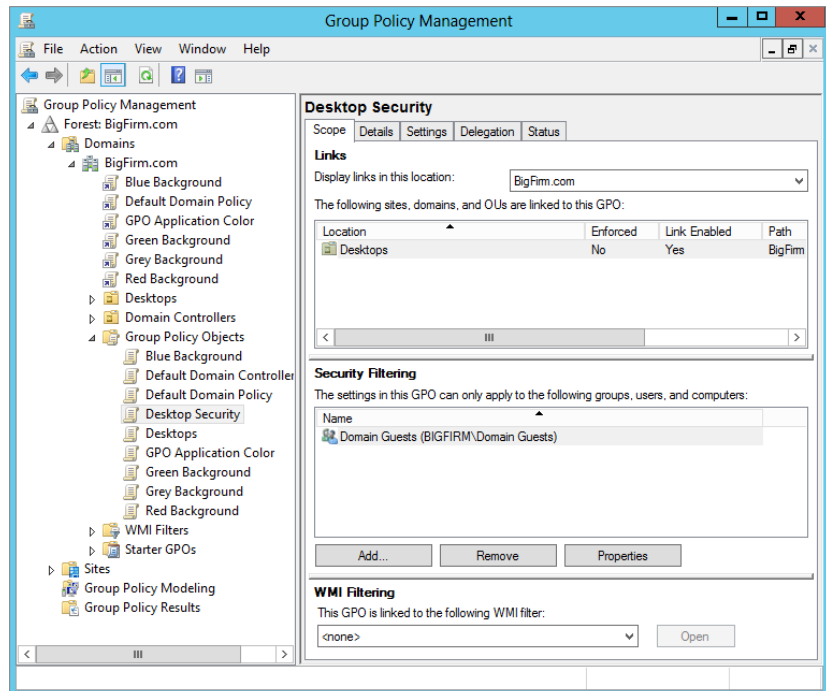 Group Policy Management
File Action View Window Help
Group Policy Management
Forest: BigFirm.com
Domains
BigFirm.com
Blue Background
Default Domain Policy
GPO Application Color
Green Background
Grey Background
Red Background
Desktops
Domain Controllers
Group Policy Objects
Blue Background
Default Domain Controller
Default Domain Policy
Desktop Security
Desktops
GPO Application Color
Green Background
Grey Background
Red Background
WMI Filters
Starter GPOs
Sites
Group Policy Modeling
Group Policy Results
Desktop Security
Scope Details Settings Delegation Status
Links
Display links in this location: BigFirm.com
The following sites, domains, and OUs are linked to this GPO:
Location Enforced Link Enabled Path
Desktops No Yes BigFirm
Security Filtering
The settings in this GPO can only apply to the following groups, users, and computers:
Name
Domain Guests (BIGFIRM\Domain Guests)
Add... Remove Properties
WMI Filtering
This GPO is linked to the following WMI filter:
<none> Open